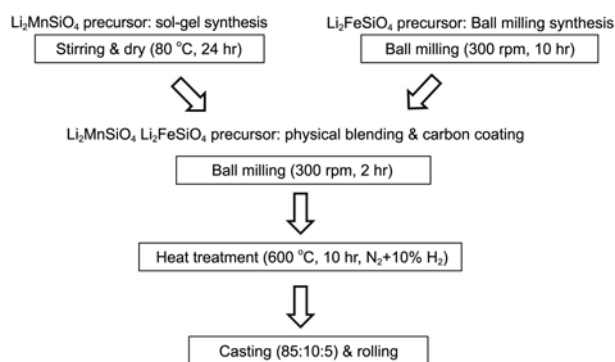 Li₂MnSiO₄ precursor: sol-gel synthesis
Stirring & dry (80 °C, 24 hr)
Li₂FeSiO₄ precursor: Ball milling synthesis
Ball milling (300 rpm, 10 hr)
Li₂MnSiO₄ Li₂FeSiO₄ precursor: physical blending & carbon coating
Ball milling (300 rpm, 2 hr)
Heat treatment (600 °C, 10 hr, N₂+10% H₂)
Casting (85:10:5) & rolling